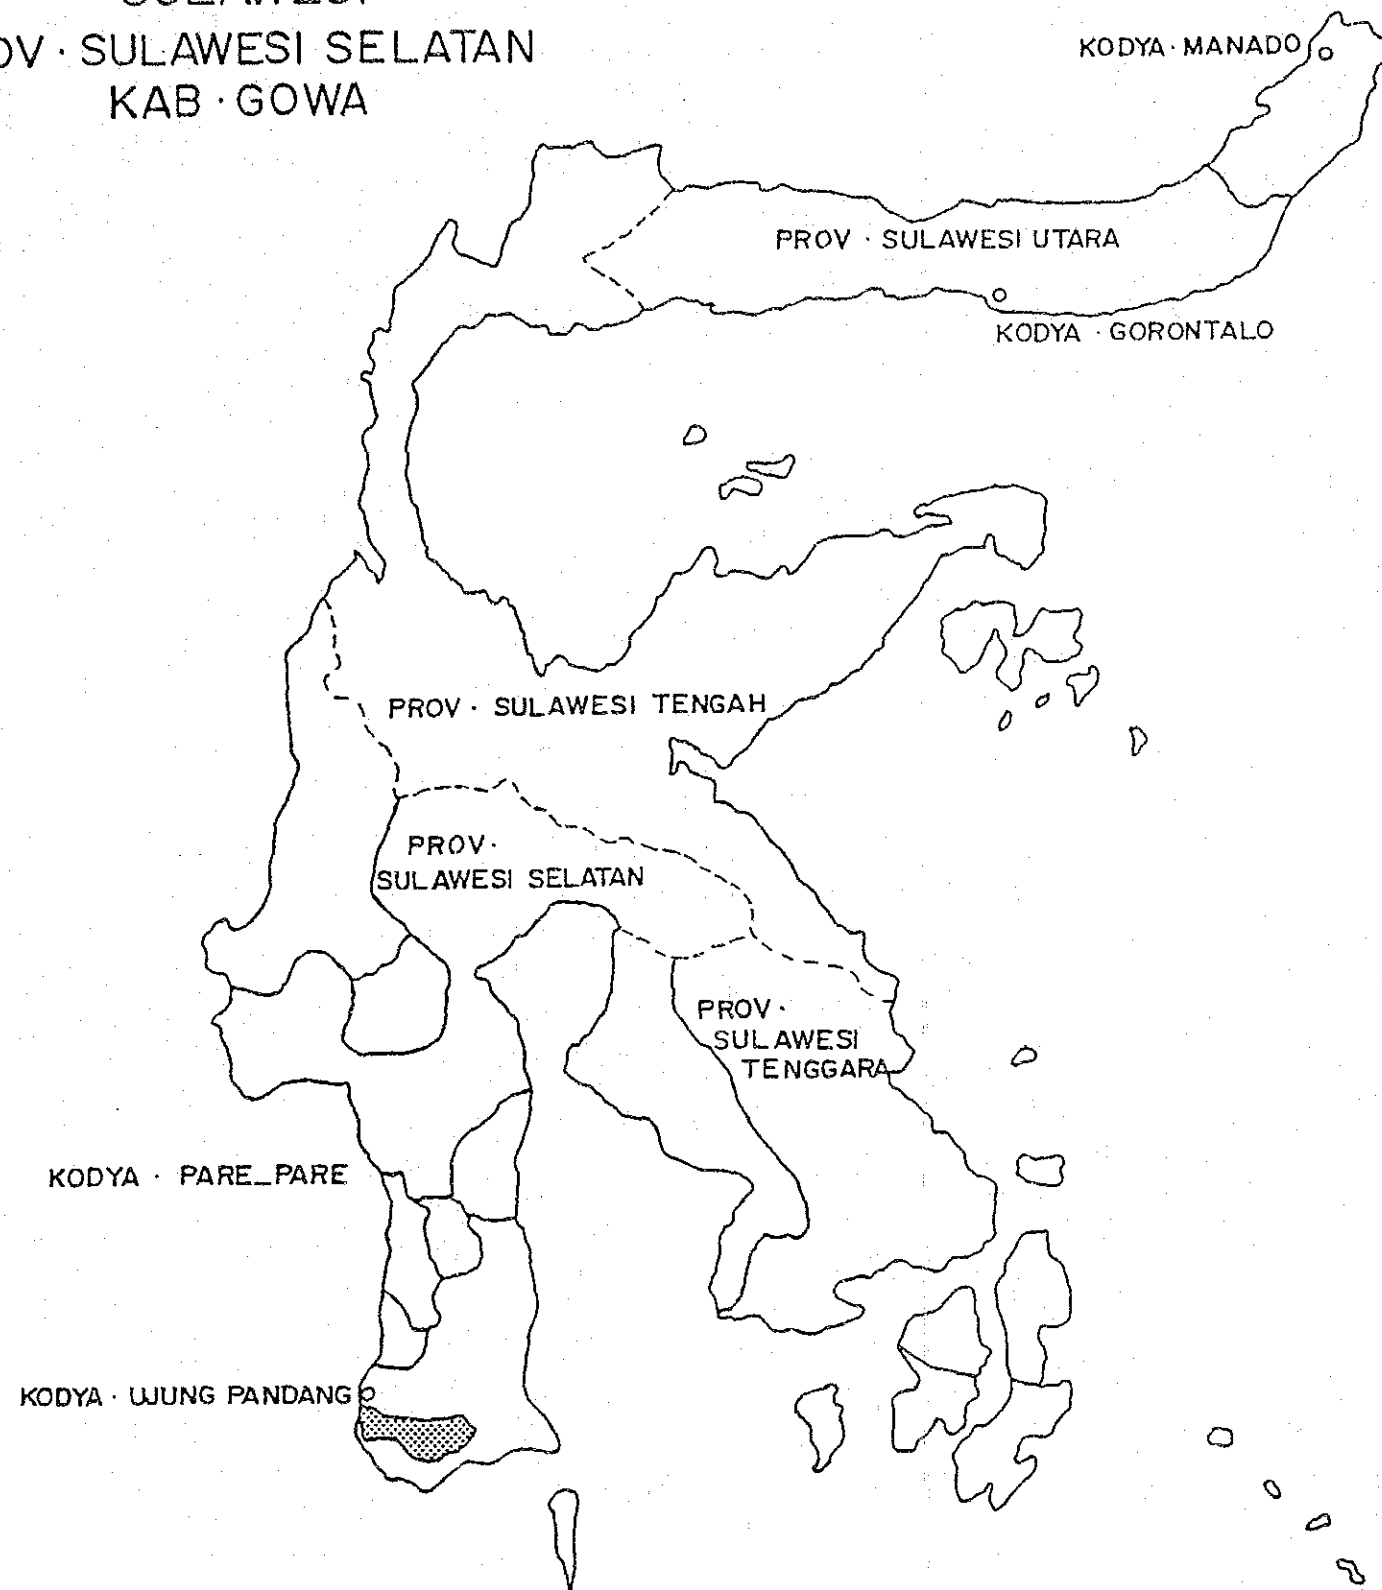 SULAWESI
OV · SULAWESI SELATAN
KAB · GOWA
KODYA · MANADO
PROV · SULAWESI UTARA
KODYA · GORONTALO
PROV · SULAWESI TENGAH
PROV ·
SULAWESI SELATAN
PROV ·
SULAWESI
TENGGARA
KODYA · PARE_PARE
KODYA · UJUNG PANDANG